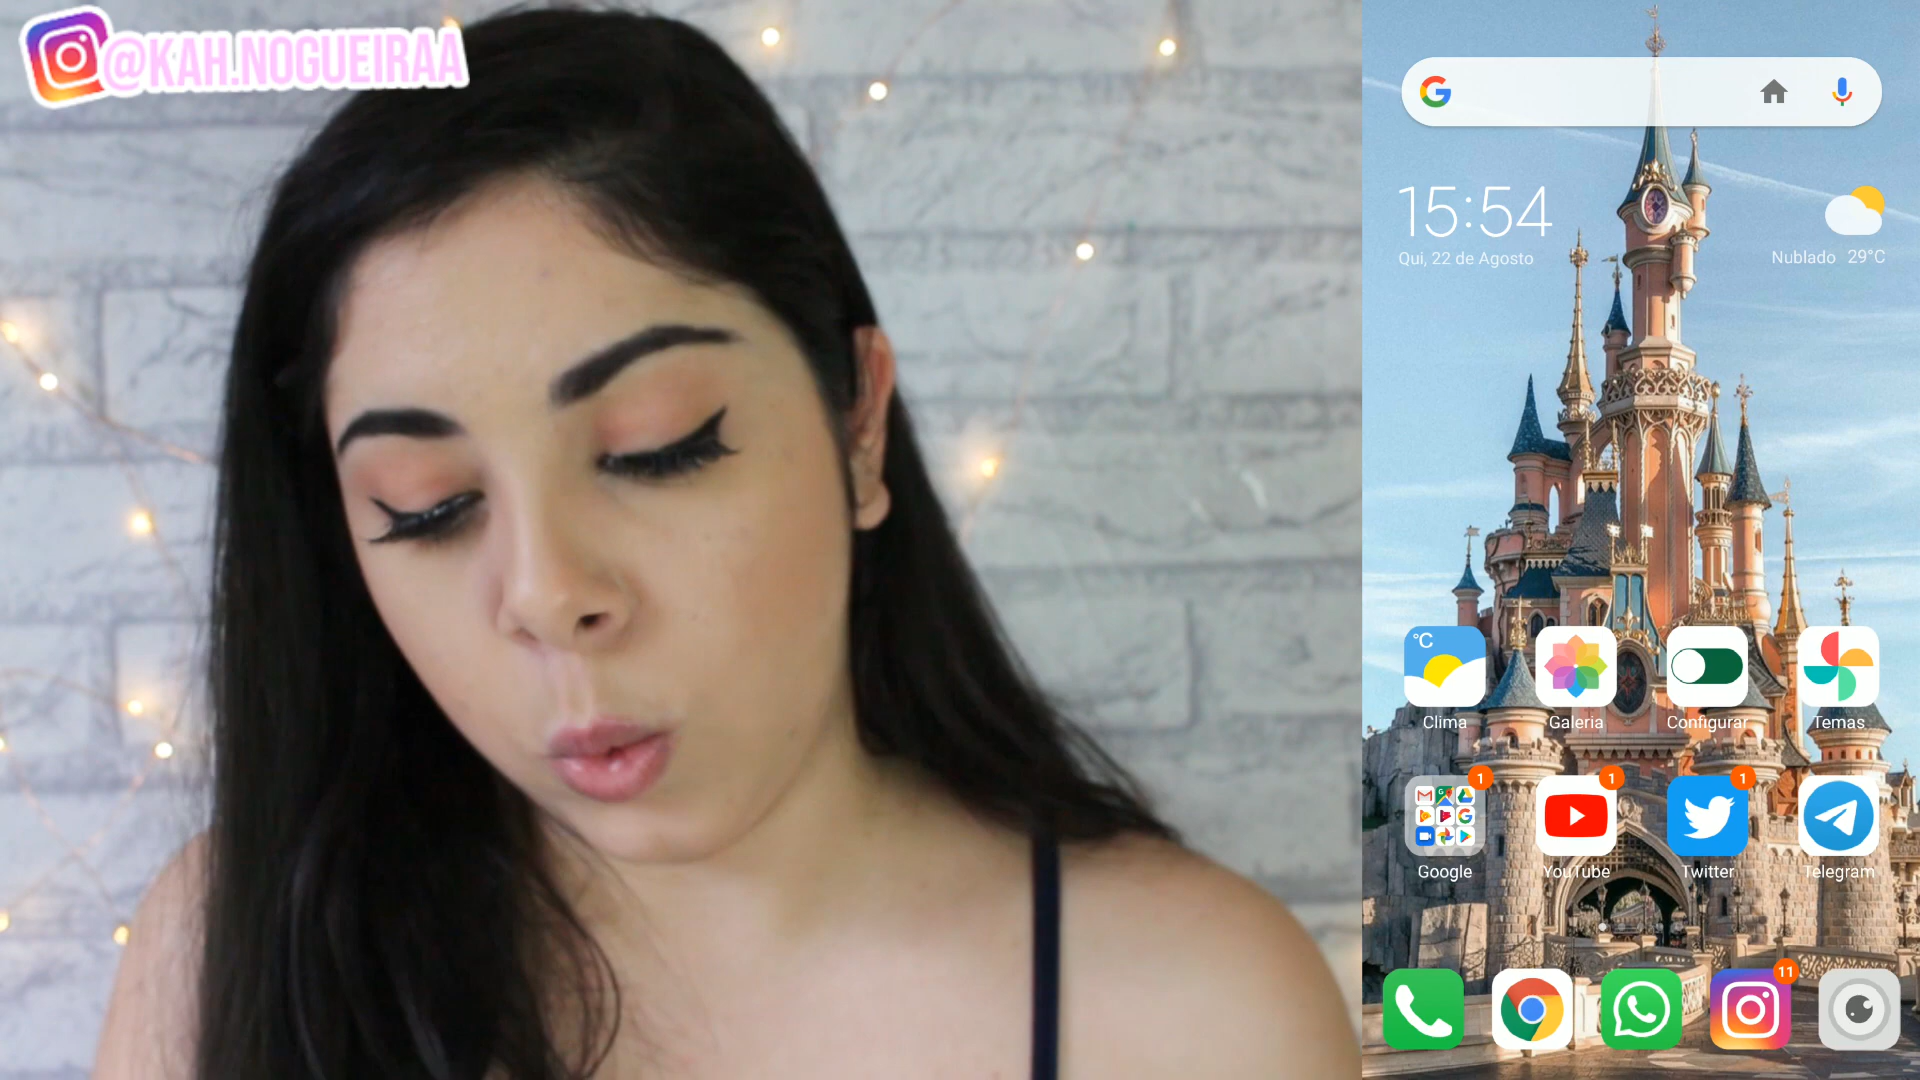 @KAH.NOGUEIRAA
15:54
Qui, 22 de Agosto
Nublado 29°C
°C
Clima
Galeria
Configurar
Temas
1
1
1
Google
YouTube
Twitter
Telegram
11